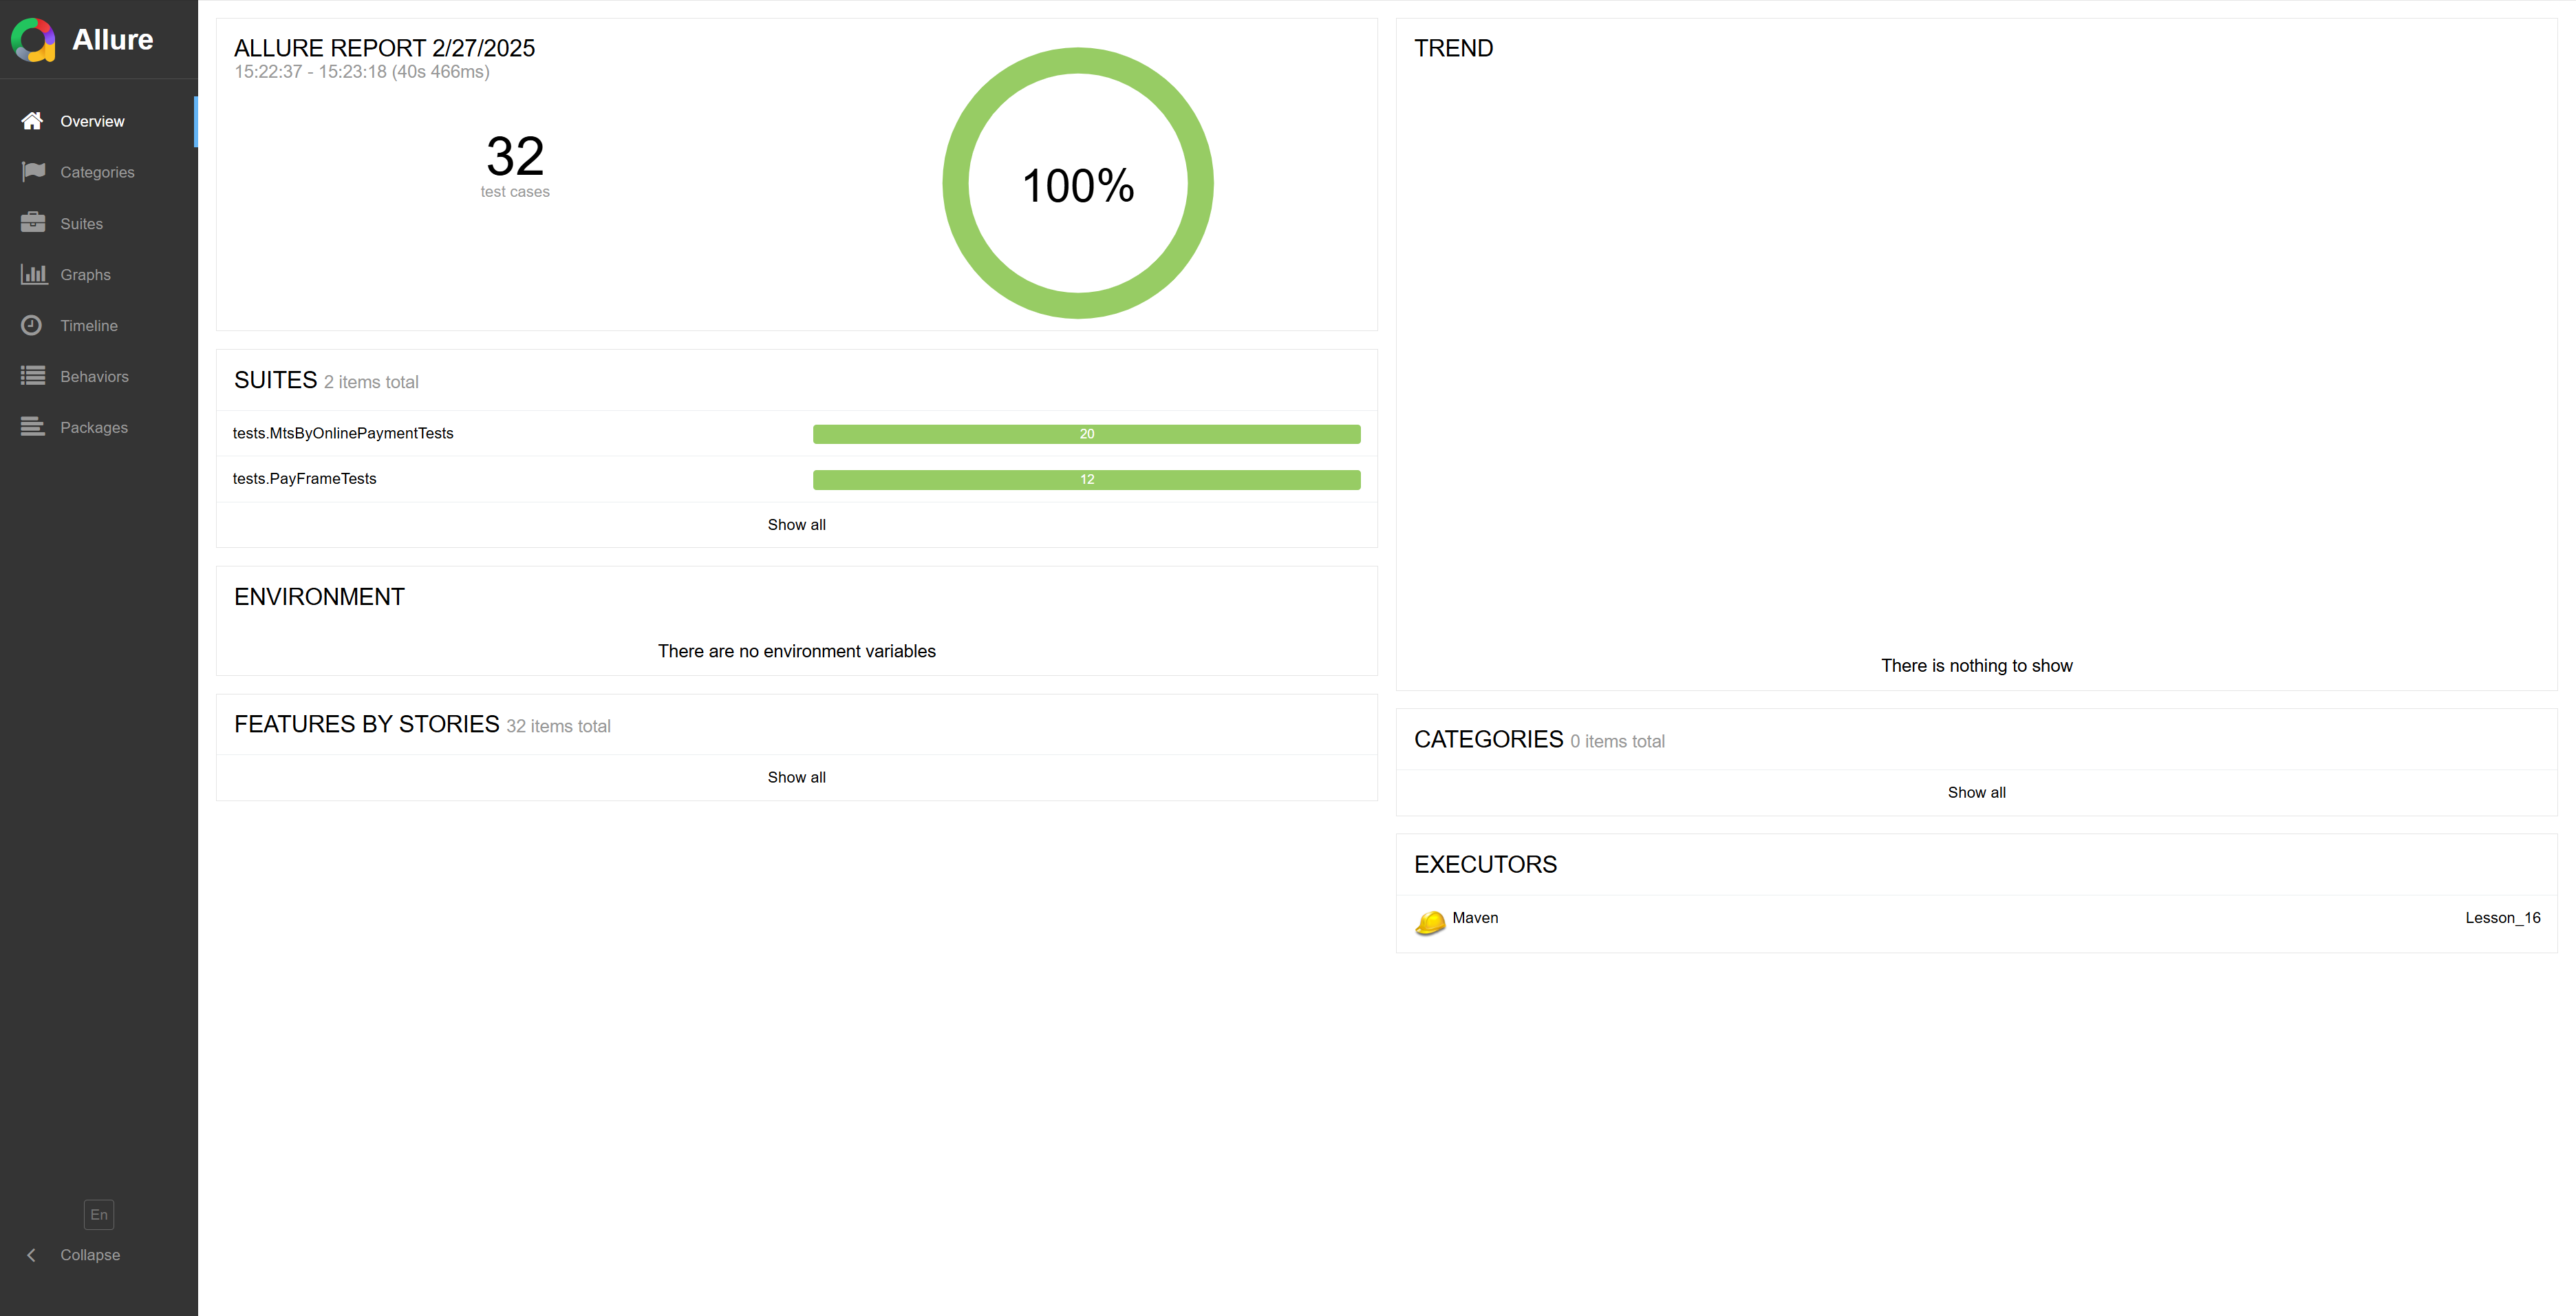 Allure
Overview
Categories
Suites
Graphs
Timeline
Behaviors
Packages
En
Collapse
ALLURE REPORT 2/27/2025
15:22:37 - 15:23:18 (40s 466ms)
32
test cases
100%
SUITES 2 items total
tests.MtsByOnlinePaymentTests 20
tests.PayFrameTests 12
Show all
ENVIRONMENT
There are no environment variables
FEATURES BY STORIES 32 items total
Show all
TREND
There is nothing to show
CATEGORIES 0 items total
Show all
EXECUTORS
Maven Lesson_16